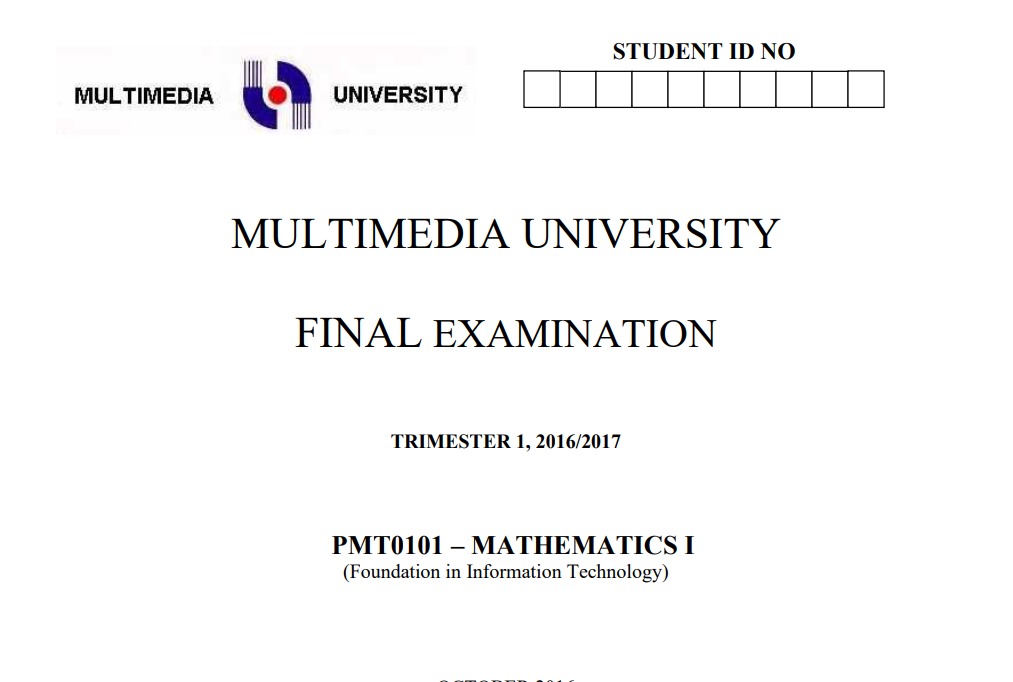 STUDENT ID NO
MULTIMEDIA UNIVERSITY
MULTIMEDIA UNIVERSITY
FINAL EXAMINATION
TRIMESTER 1, 2016/2017
PMT0101 – MATHEMATICS I
(Foundation in Information Technology)